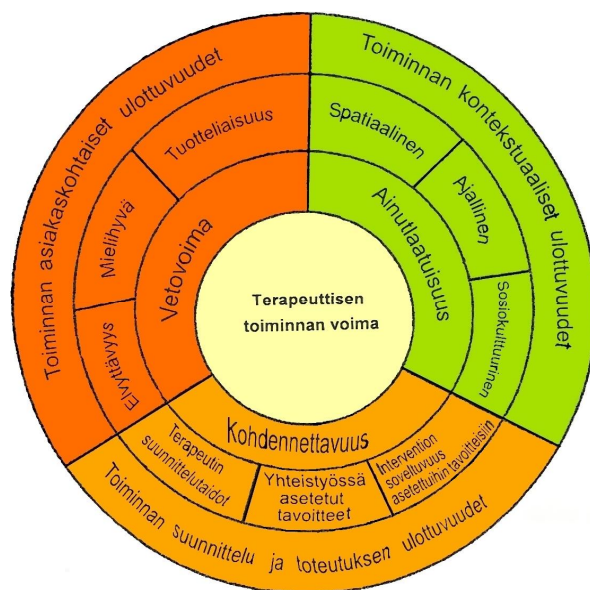 Toiminnan asiakaskohtaiset ulottuvuudet
Tuotteliaisuus
Mielihyvä
Elvyttävyys
Vetovoima
Toiminnan kontekstuaaliset ulottuvuudet
Spatiaalinen
Ajallinen
Sosiokulttuurinen
Ainutlaatuisuus
Terapeuttisen
toiminnan voima
Kohdennettavuus
Terapeutin
suunnittelutaidot
Yhteistyössä
asetetut
tavoitteet
Intervention
soveltuvuus
asetettuihin tavoitteisiin
Toiminnan suunnittelu ja toteutuksen ulottuvuudet